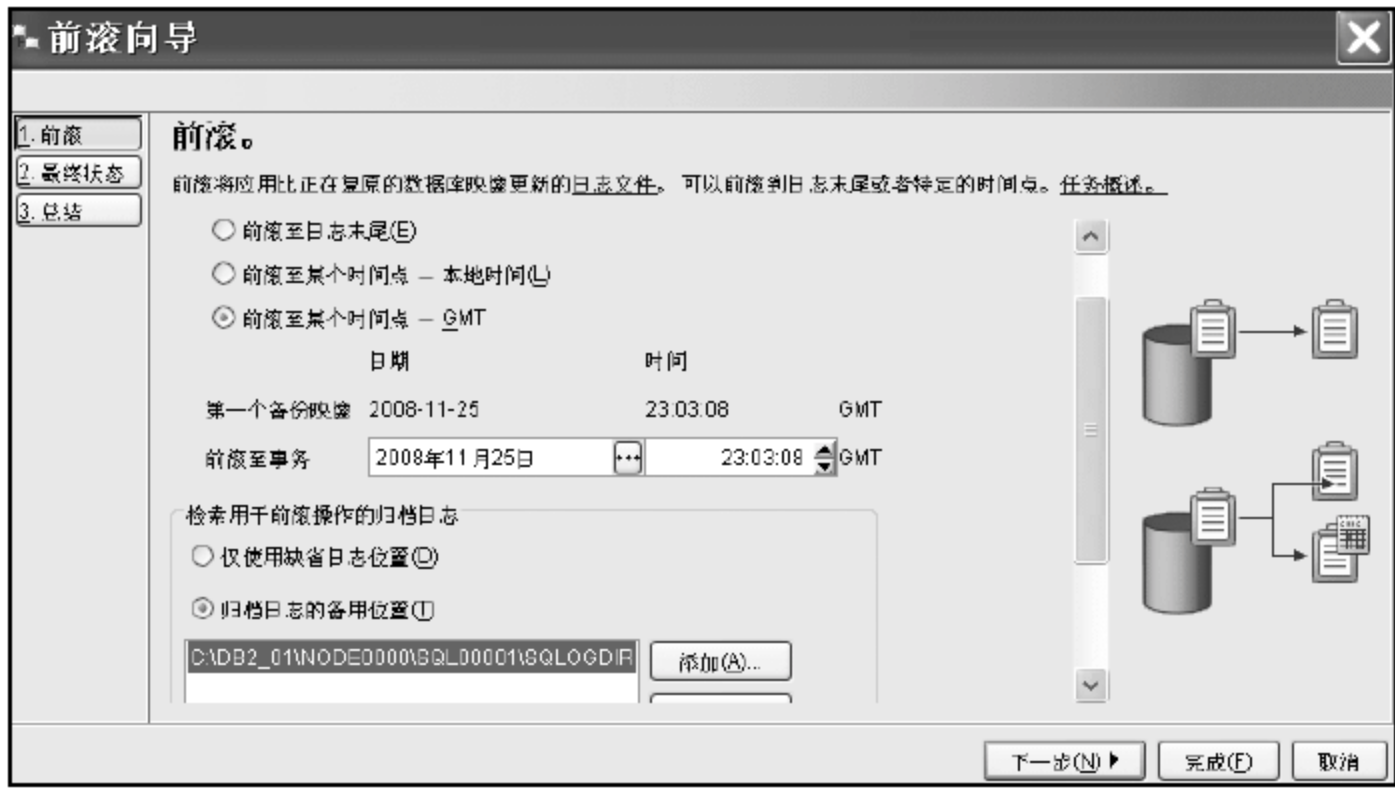 前滚向导
1. 前滚
2. 最终状态
3. 总结
前滚。
前滚将应用比正在复原的数据库映像更新的日志文件。 可以前滚到日志末尾或者特定的时间点。任务概述。
前滚至日志末尾(E)
前滚至某个时间点 – 本地时间(L)
前滚至某个时间点 – GMT
日期 时间
第一个备份映像 2008-11-25 23:03:08 GMT
前滚至事务 2008年11月25日 ... 23:03:08 GMT
检索用于前滚操作的归档日志
仅使用缺省日志位置(D)
归档日志的备用位置(T)
C:\DB2_01\NODE0000\SQL00001\SQLOGDIR
添加(A)...
下一步(N)
完成(F)
取消